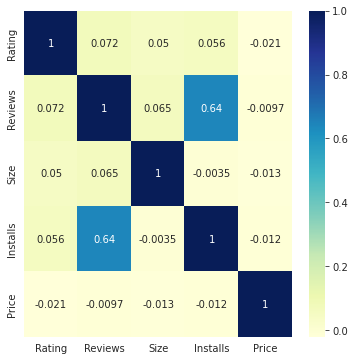 Rating 1 0.072 0.05 0.056 -0.021
Reviews 0.072 1 0.065 0.64 -0.0097
Size 0.05 0.065 1 -0.0035 -0.013
Installs 0.056 0.64 -0.0035 1 -0.012
Price -0.021 -0.0097 -0.013 -0.012 1
Rating Reviews Size Installs Price
1.0
0.8
0.6
0.4
0.2
0.0